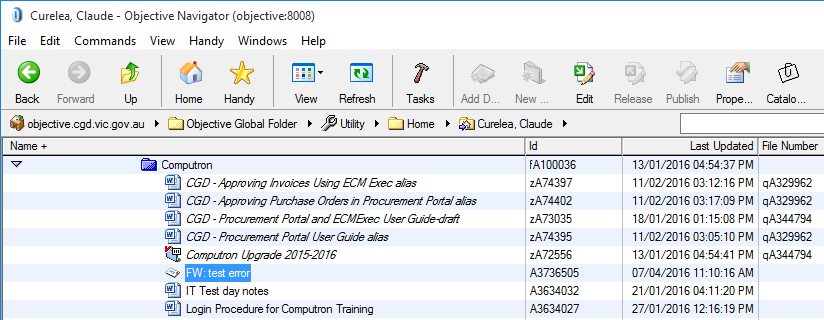 Curelea, Claude - Objective Navigator (objective:8008)
File Edit Commands View Handy Windows Help!
Back Forward Up Home Handy View Refresh Tasks Add D... New ... Edit Release Publish Prope... Catalo...
objective.cgd.vic.gov.au Objective Global Folder Utility Home Curelea, Claude
Name + Id Last Updated File Number
Computron fA100036 13/01/2016 04:54:37 PM
CGD - Approving Invoices Using ECM Exec alias zA74397 11/02/2016 03:12:16 PM qA329962
CGD - Approving Purchase Orders in Procurement Portal alias zA74402 11/02/2016 03:17:09 PM qA329962
CGD - Procurement Portal and ECMExec User Guide-draft zA73035 18/01/2016 01:15:08 PM qA344794
CGD - Procurement Portal User Guide alias zA74395 11/02/2016 03:05:10 PM qA329962
Computron Upgrade 2015-2016 zA72556 13/01/2016 04:54:41 PM qA344794
FW: test error A3736505 07/04/2016 11:10:16 AM
IT Test day notes A3634032 21/01/2016 04:11:20 PM
Login Procedure for Computron Training A3634027 27/01/2016 12:16:19 PM